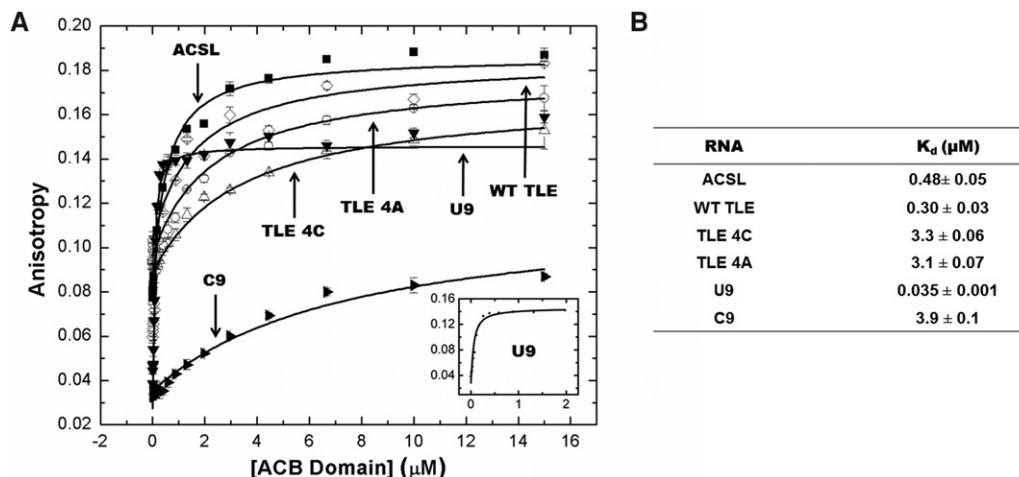 A
0.20
0.18
0.16
0.14
0.12
0.10
0.08
0.06
0.04
0.02
Anisotropy
-2 0 2 4 6 8 10 12 14 16
[ACB Domain] (μM)
ACSL
WT TLE
U9
TLE 4A
TLE 4C
C9
0.16
0.12
0.08
0.04
U9
0 1 2
B
RNA K_d (μM)
ACSL 0.48± 0.05
WT TLE 0.30 ± 0.03
TLE 4C 3.3 ± 0.06
TLE 4A 3.1 ± 0.07
U9 0.035 ± 0.001
C9 3.9 ± 0.1